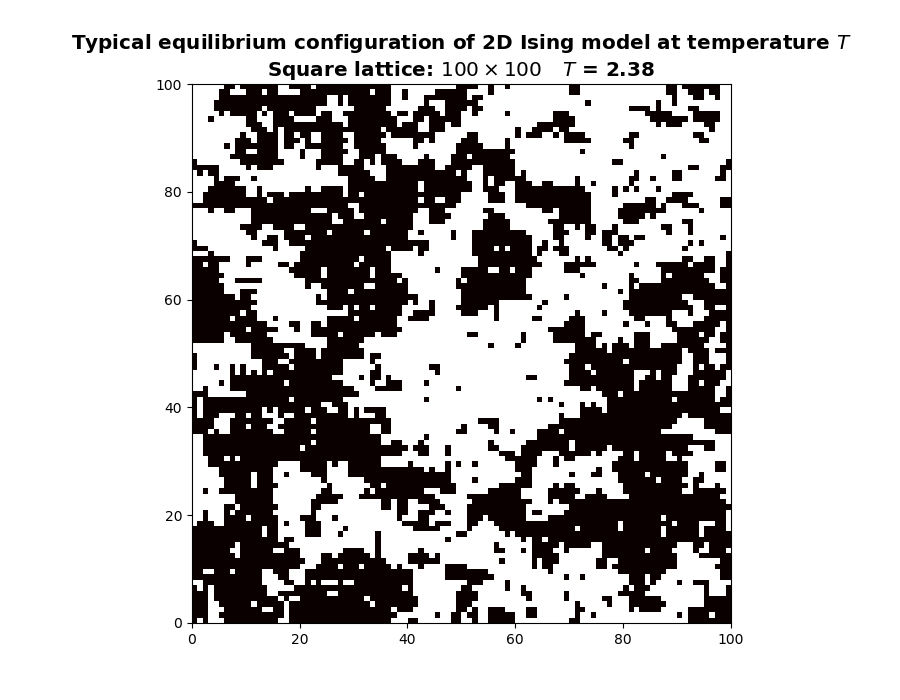 Typical equilibrium configuration of 2D Ising model at temperature T
Square lattice: 100 × 100 T = 2.38
100
80
60
40
20
0
0 20 40 60 80 100